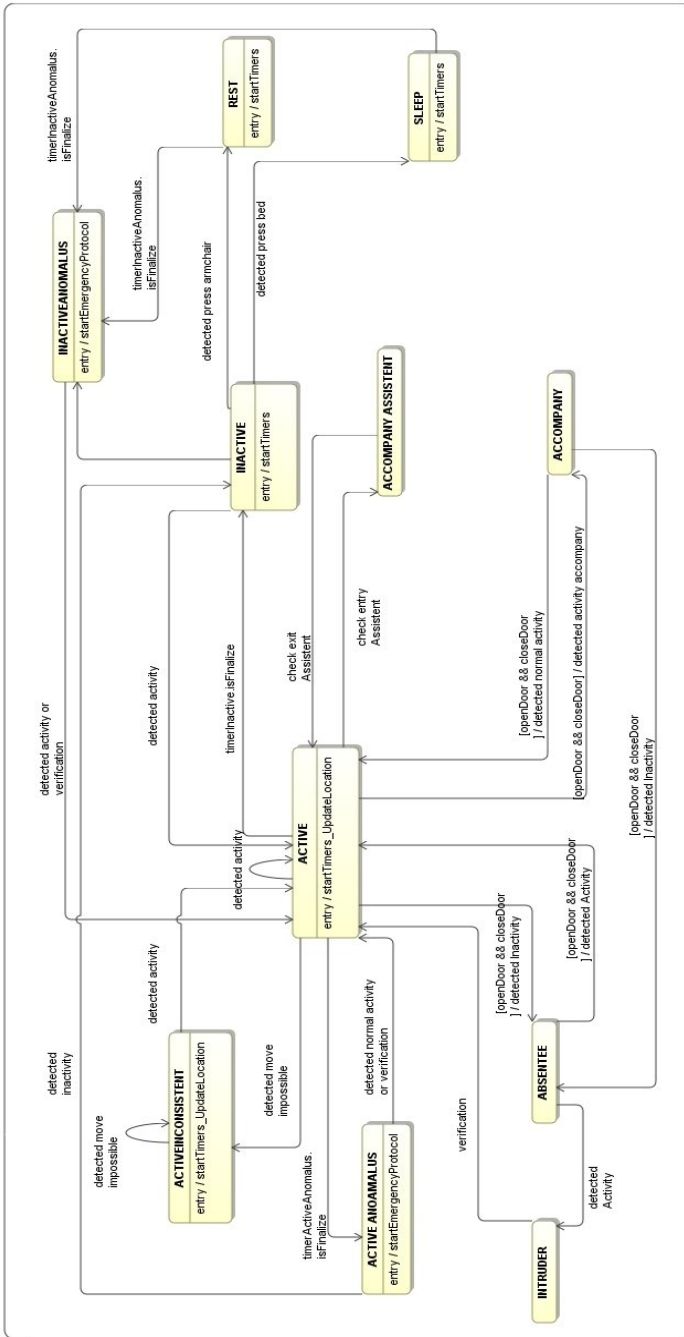 detected
inactivity
detected activity or
verification
timerInactiveAnomalus.
isFinalize
INACTIVEANOMALUS
entry / startEmergencyProtocol
detected move
impossible
timerInactiveAnomalus.
isFinalize
detected activity
detected activity
ACTIVEINCONSISTENT
entry / startTimers_UpdateLocation
detected press armchair
REST
entry / startTimers
detected activity
timerInactive.isFinalize
INACTIVE
entry / startTimers
detected press bed
detected move
impossible
check exit
Assistent
ACTIVE
entry / startTimers_UpdateLocation
timerActiveAnomalus.
isFinalize
SLEEP
entry / startTimers
check entry
Assistent
ACCOMPANY ASSISTENT
ACTIVE ANOAMALUS
entry / startEmergencyProtocol
detected normal activity
or verification
verification
[openDoor && closeDoor
] / detected Inactivity
[openDoor && closeDoor
] / detected normal activity
ACCOMPANY
ABSENTEE
[openDoor && closeDoor
] / detected Activity
[openDoor && closeDoor] / detected activity accompany
INTRUDER
detected
Activity
[openDoor && closeDoor
] / detected Inactivity